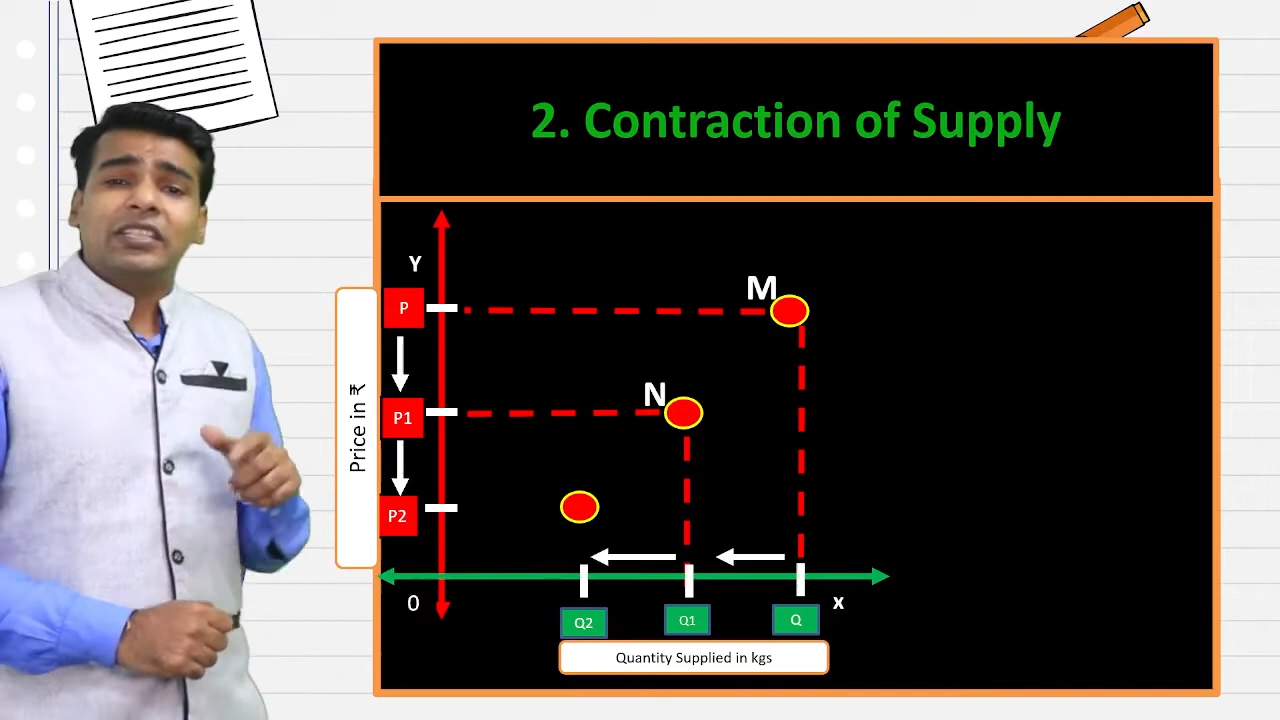 2. Contraction of Supply
Y
M
P
N
P1
Price in ₹
P2
0
x
Q2
Q1
Q
Quantity Supplied in kgs